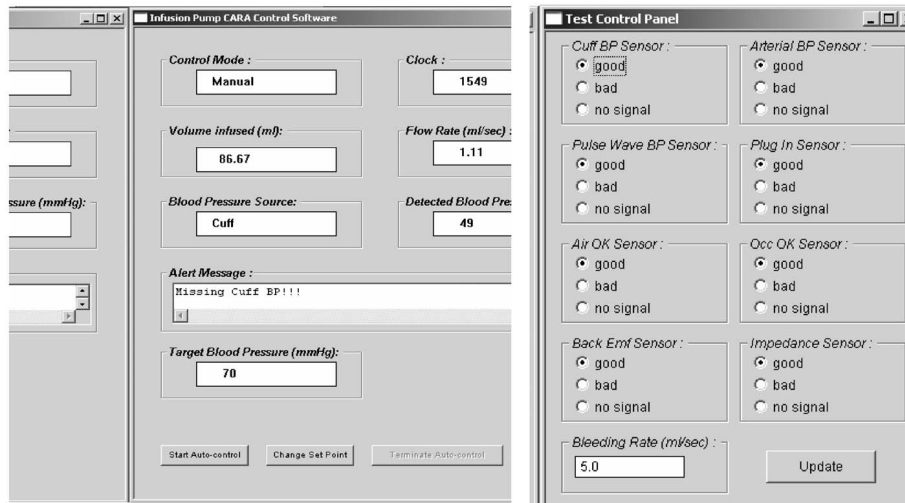 Infusion Pump CARA Control Software
ssure (mmHg):
Control Mode :
Manual
Clock :
1549
Volume infused (ml):
86.67
Flow Rate (ml/sec) :
1.11
Blood Pressure Source:
Cuff
Detected Blood Pre
49
Alert Message :
Missing Cuff BP!!!
Target Blood Pressure (mmHg):
70
Start Auto-control
Change Set Point
Terminate Auto-control
Test Control Panel
Cuff BP Sensor :
good
bad
no signal
Arterial BP Sensor :
good
bad
no signal
Pulse Wave BP Sensor :
good
bad
no signal
Plug In Sensor :
good
bad
no signal
Air OK Sensor :
good
bad
no signal
Occ OK Sensor :
good
bad
no signal
Back Emf Sensor :
good
bad
no signal
Impedance Sensor :
good
bad
no signal
Bleeding Rate (ml/sec) :
5.0
Update